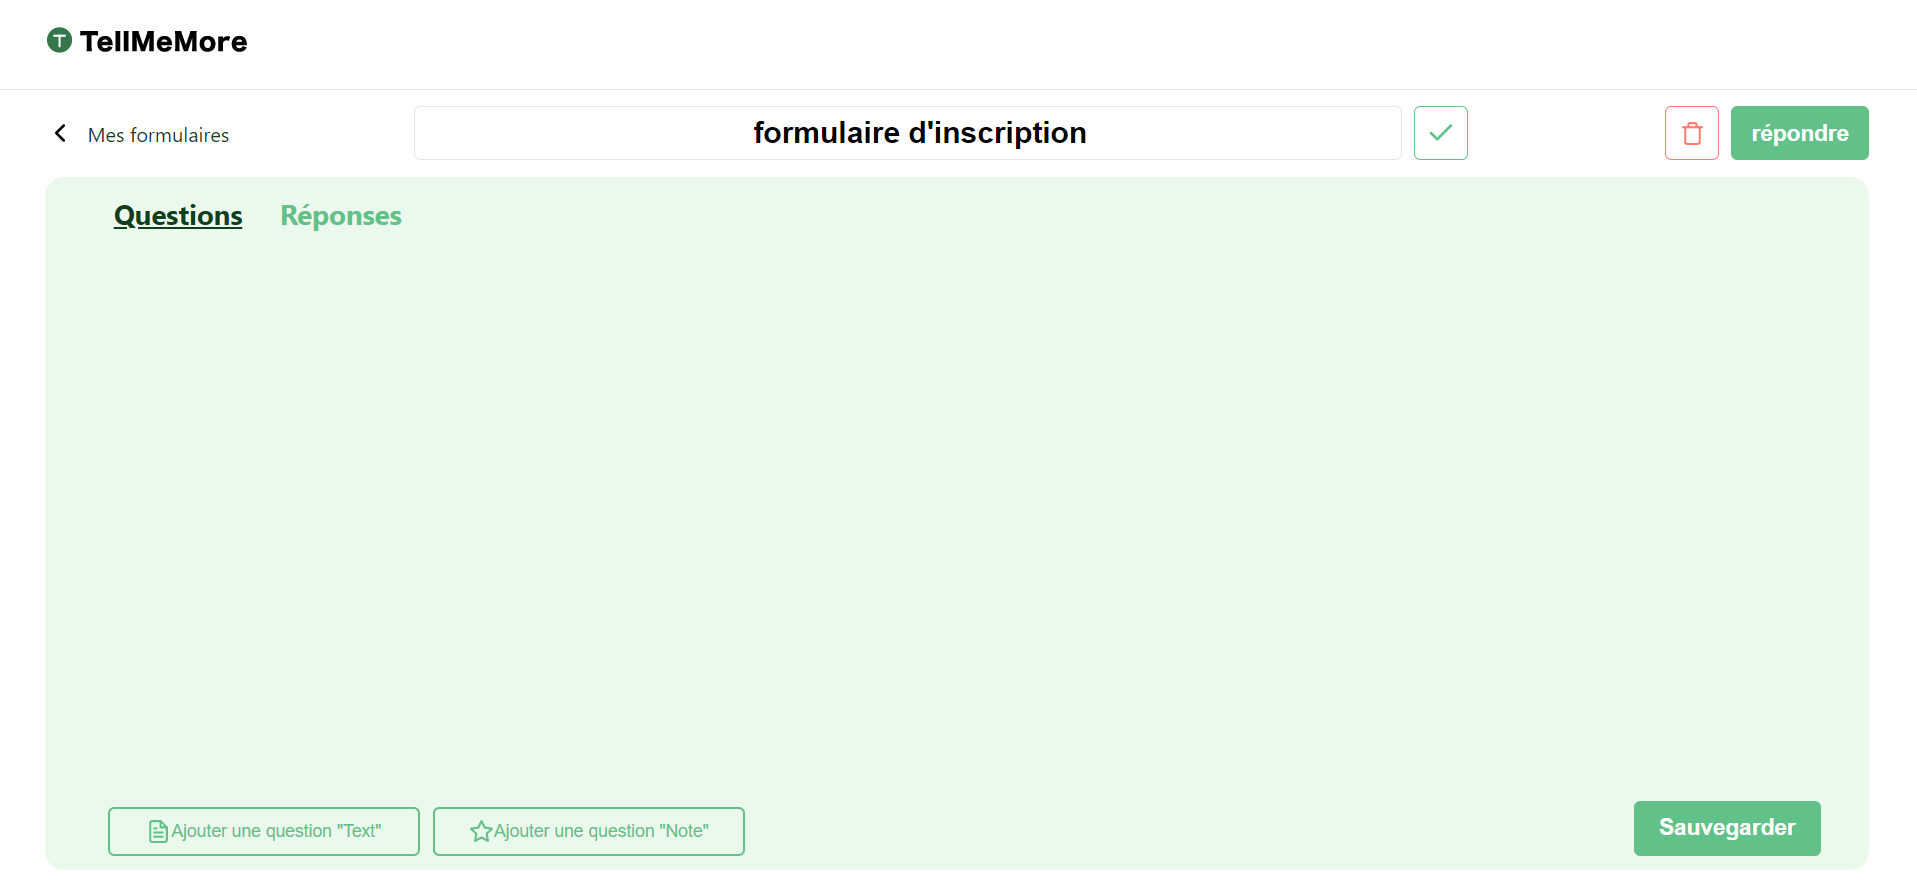 TellMeMore
Mes formulaires
formulaire d'inscription
répondre
Questions
Réponses
Ajouter une question "Text"
Ajouter une question "Note"
Sauvegarder